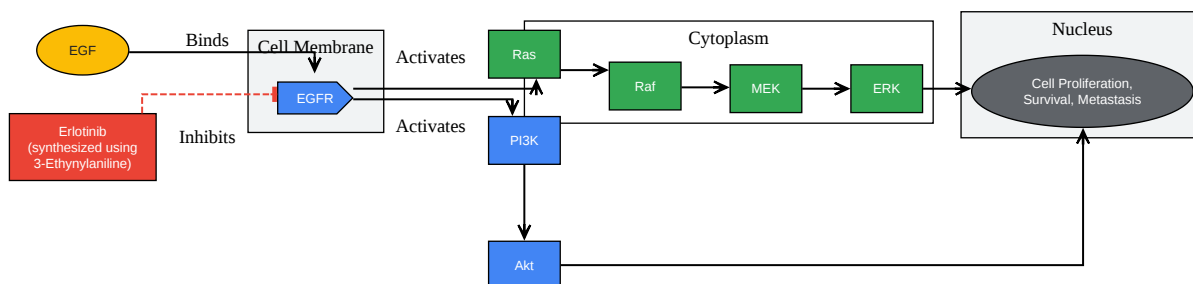 Nucleus
Cytoplasm
Binds
Cell Membrane
EGF
Activates
Ras
Raf
MEK
ERK
Cell Proliferation,
Survival, Metastasis
EGFR
Erlotinib
(synthesized using
3-Ethynylaniline)
Inhibits
Activates
PI3K
Akt